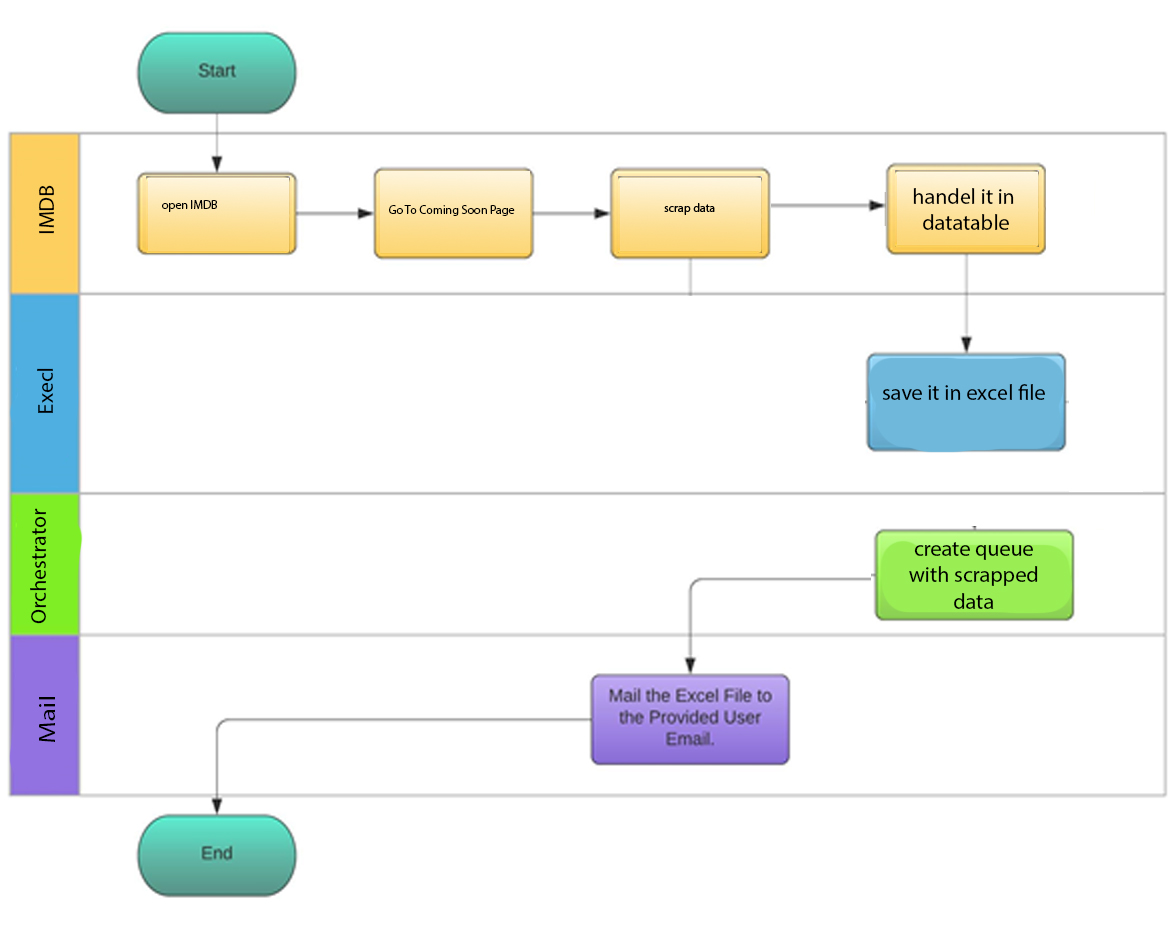 Start
IMDB
open IMDB
Go To Coming Soon Page
scrap data
handel it in
datatable
Execl
save it in excel file
Orchestrator
create queue
with scrapped
data
Mail
Mail the Excel File to
the Provided User
Email.
End